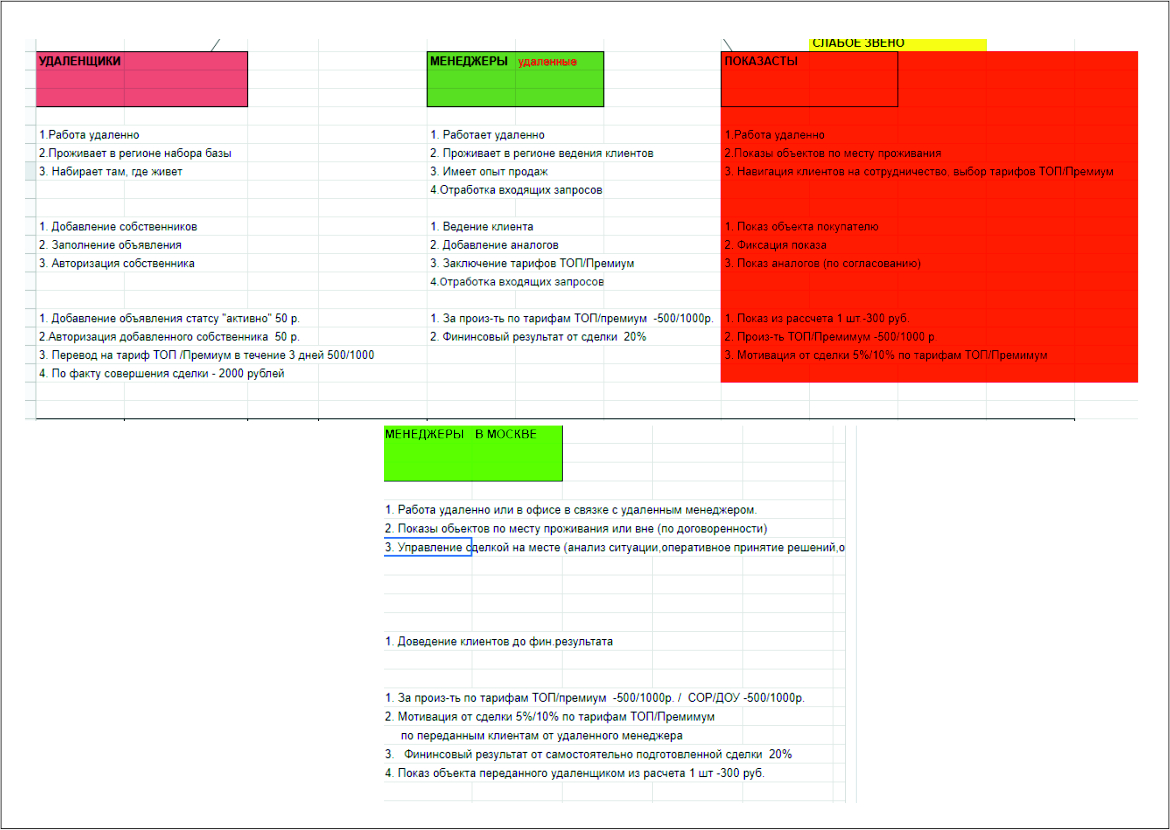 СЛАБОЕ ЗВЕНО
УДАЛЕНЩИКИ
1.Работа удаленно
2.Проживает в регионе набора базы
3. Набирает там, где живет
1. Добавление собственников
2. Заполнение объявления
3. Авторизация собственника
1. Добавление объявления статсу "активно" 50 р.
2.Авторизация добавленного собственника 50 р.
3. Перевод на тариф ТОП /Премиум в течение 3 дней 500/1000
4. По факту совершения сделки - 2000 рублей
МЕНЕДЖЕРЫ удаленные
1. Работает удаленно
2. Проживает в регионе ведения клиентов
3. Имеет опыт продаж
4.Отработка входящих запросов
1. Ведение клиента
2. Добавление аналогов
3. Заключение тарифов ТОП/Премиум
4.Отработка входящих запросов
1. За произ-ть по тарифам ТОП/премиум -500/1000р.
2. Фининсовый результат от сделки 20%
ПОКАЗАСТЫ
1.Работа удаленно
2.Показы объектов по месту проживания
3. Навигация клиентов на сотрудничество, выбор тарифов ТОП/Премиум
1. Показ объекта покупателю
2. Фиксация показа
3. Показ аналогов (по согласованию)
1. Показ из рассчета 1 шт -300 руб.
2. Произ-ть ТОП/Премимум -500/1000 р.
3. Мотивация от сделки 5%/10% по тарифам ТОП/Премимум
МЕНЕДЖЕРЫ В МОСКВЕ
1. Работа удаленно или в офисе в связке с удаленным менеджером.
2. Показы обьектов по месту проживания или вне (по договоренности)
3. Управление сделкой на месте (анализ ситуации,оперативное принятие решений,о
1. Доведение клиентов до фин.результата
1. За произ-ть по тарифам ТОП/премиум -500/1000р. / СОР/ДОУ -500/1000р.
2. Мотивация от сделки 5%/10% по тарифам ТОП/Премимум
по переданным клиентам от удаленного менеджера
3. Фининсовый результат от самостоятельно подготовленной сделки 20%
4. Показ объекта переданного удаленщиком из расчета 1 шт -300 руб.